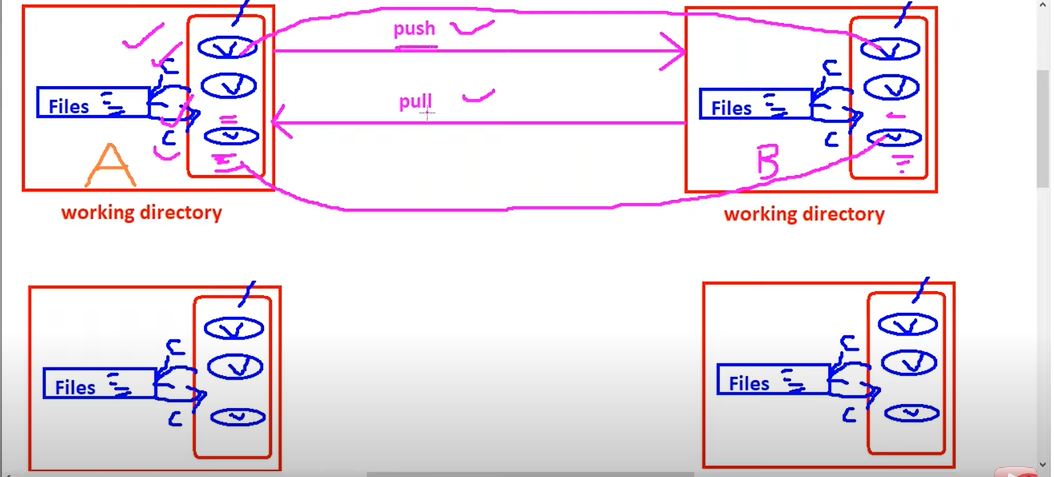 push
pull
Files
C
C
V
V
v
A
working directory
Files
C
C
V
V
v
B
working directory
Files
C
C
V
V
v
Files
C
C
V
V
v